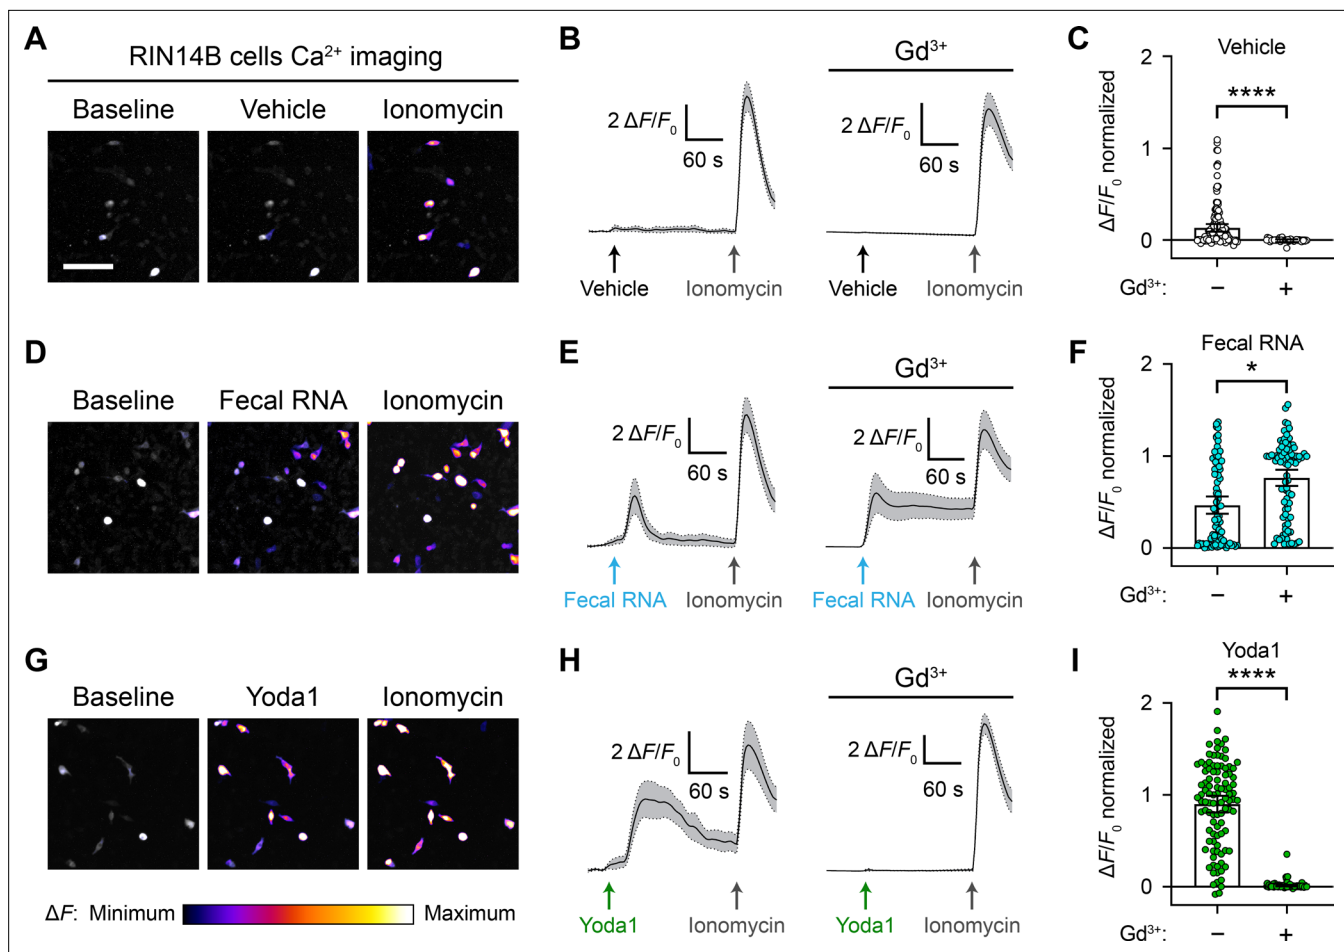 A
RIN14B cells Ca²⁺ imaging
Baseline
Vehicle
Ionomycin
B
2 ΔF/F₀
60 s
Vehicle
Ionomycin
Gd³⁺
2 ΔF/F₀
60 s
Vehicle
Ionomycin
C
Vehicle
****
2
1
0
ΔF/F₀ normalized
Gd³⁺: − +
D
Baseline
Fecal RNA
Ionomycin
E
2 ΔF/F₀
60 s
Fecal RNA
Ionomycin
Gd³⁺
2 ΔF/F₀
60 s
Fecal RNA
Ionomycin
F
Fecal RNA
*
2
1
0
ΔF/F₀ normalized
Gd³⁺: − +
G
Baseline
Yoda1
Ionomycin
ΔF: Minimum Maximum
H
2 ΔF/F₀
60 s
Yoda1
Ionomycin
Gd³⁺
2 ΔF/F₀
60 s
Yoda1
Ionomycin
I
Yoda1
****
2
1
0
ΔF/F₀ normalized
Gd³⁺: − +